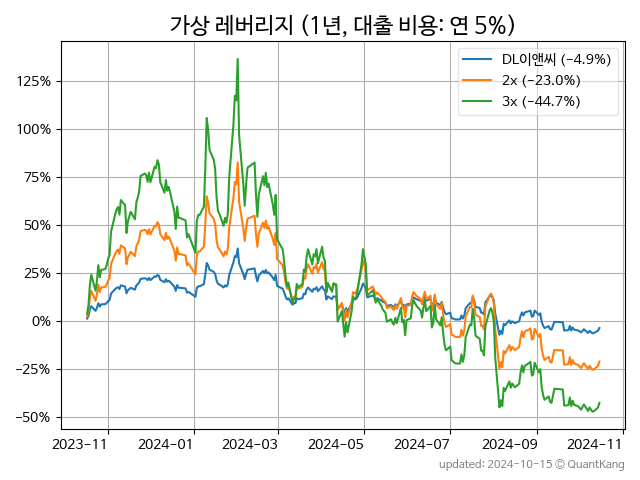 가상 레버리지 (1년, 대출 비용: 연 5%)
DL이앤씨 (-4.9%)
2x (-23.0%)
3x (-44.7%)
125%
100%
75%
50%
25%
0%
-25%
-50%
2023-11 2024-01 2024-03 2024-05 2024-07 2024-09 2024-11
updated: 2024-10-15 © QuantKang